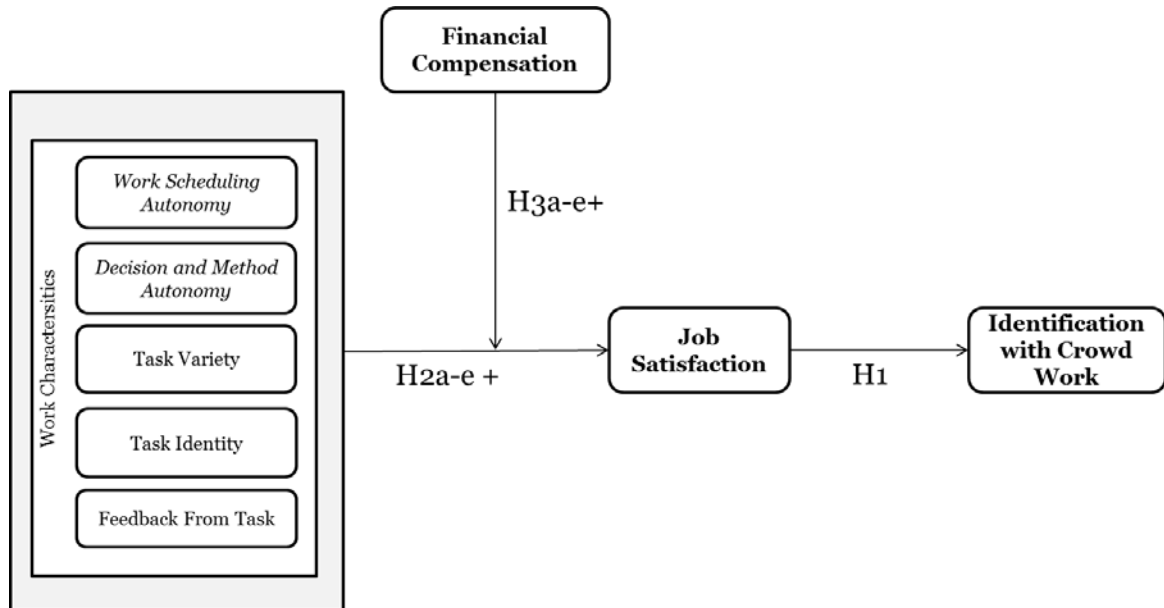 Financial
Compensation
Work Charactersitics
Work Scheduling
Autonomy
Decision and Method
Autonomy
Task Variety
Task Identity
Feedback From Task
H3a-e+
H2a-e +
Job
Satisfaction
H1
Identification
with Crowd
Work